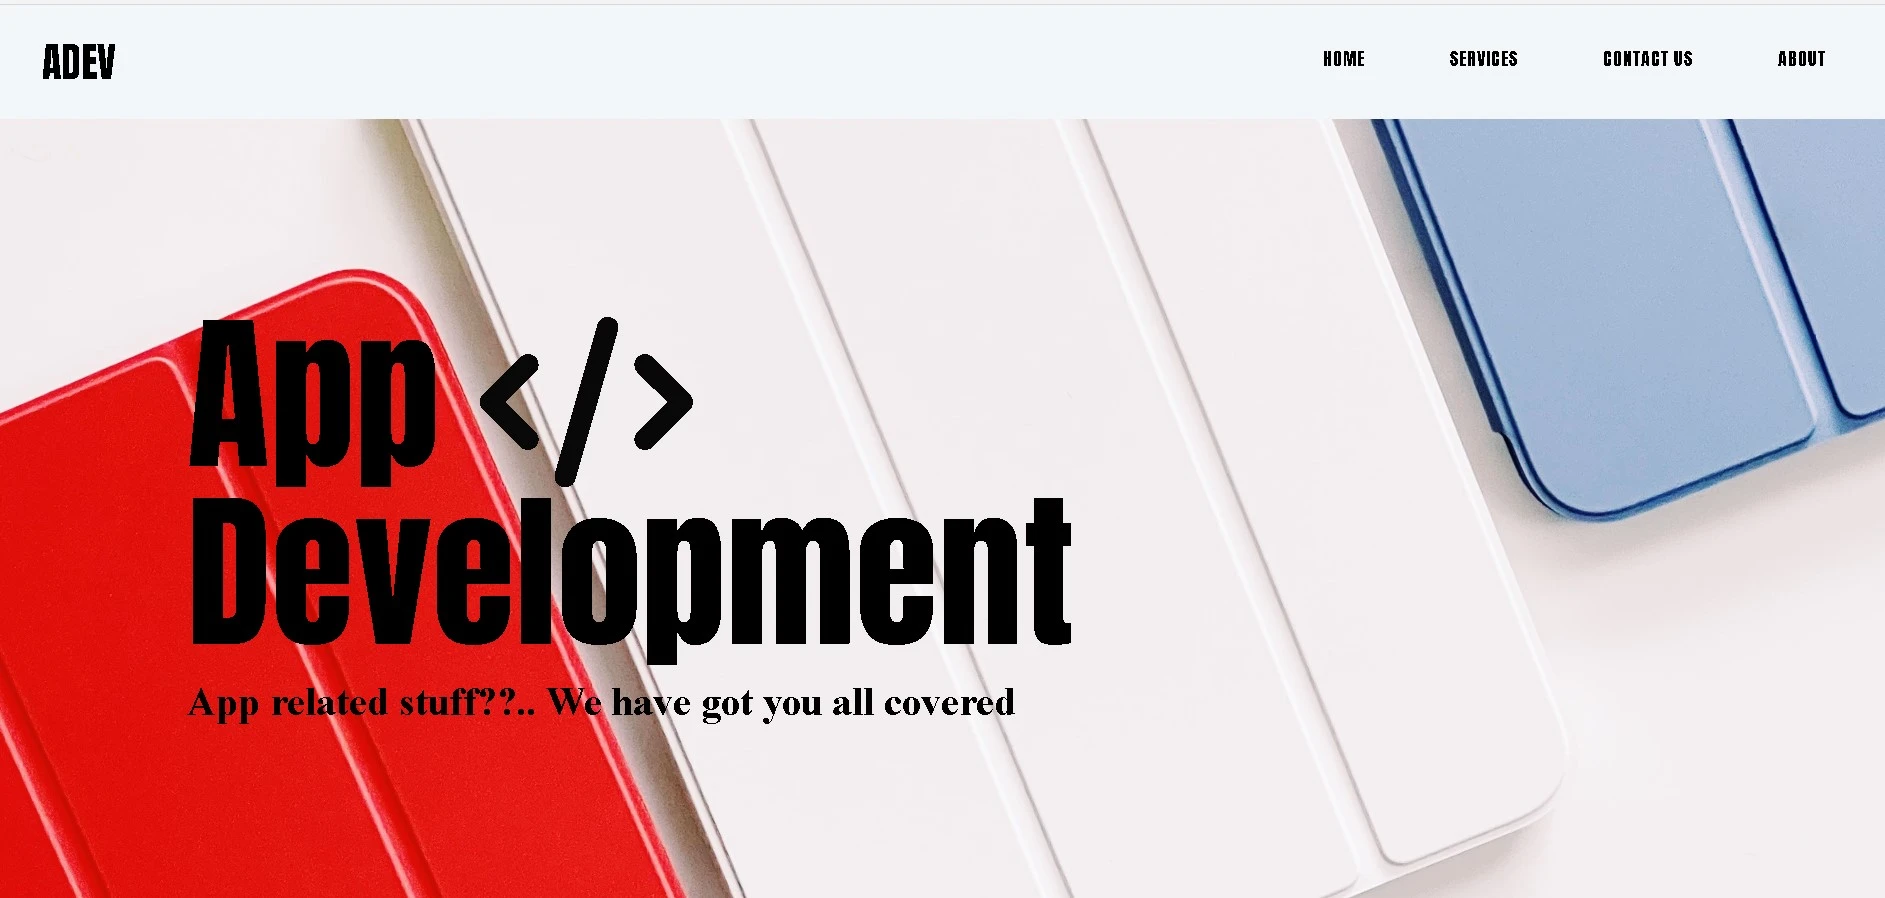 ADEV
HOME SERVICES CONTACT US ABOUT
App </>
Development
App related stuff??.. We have got you all covered